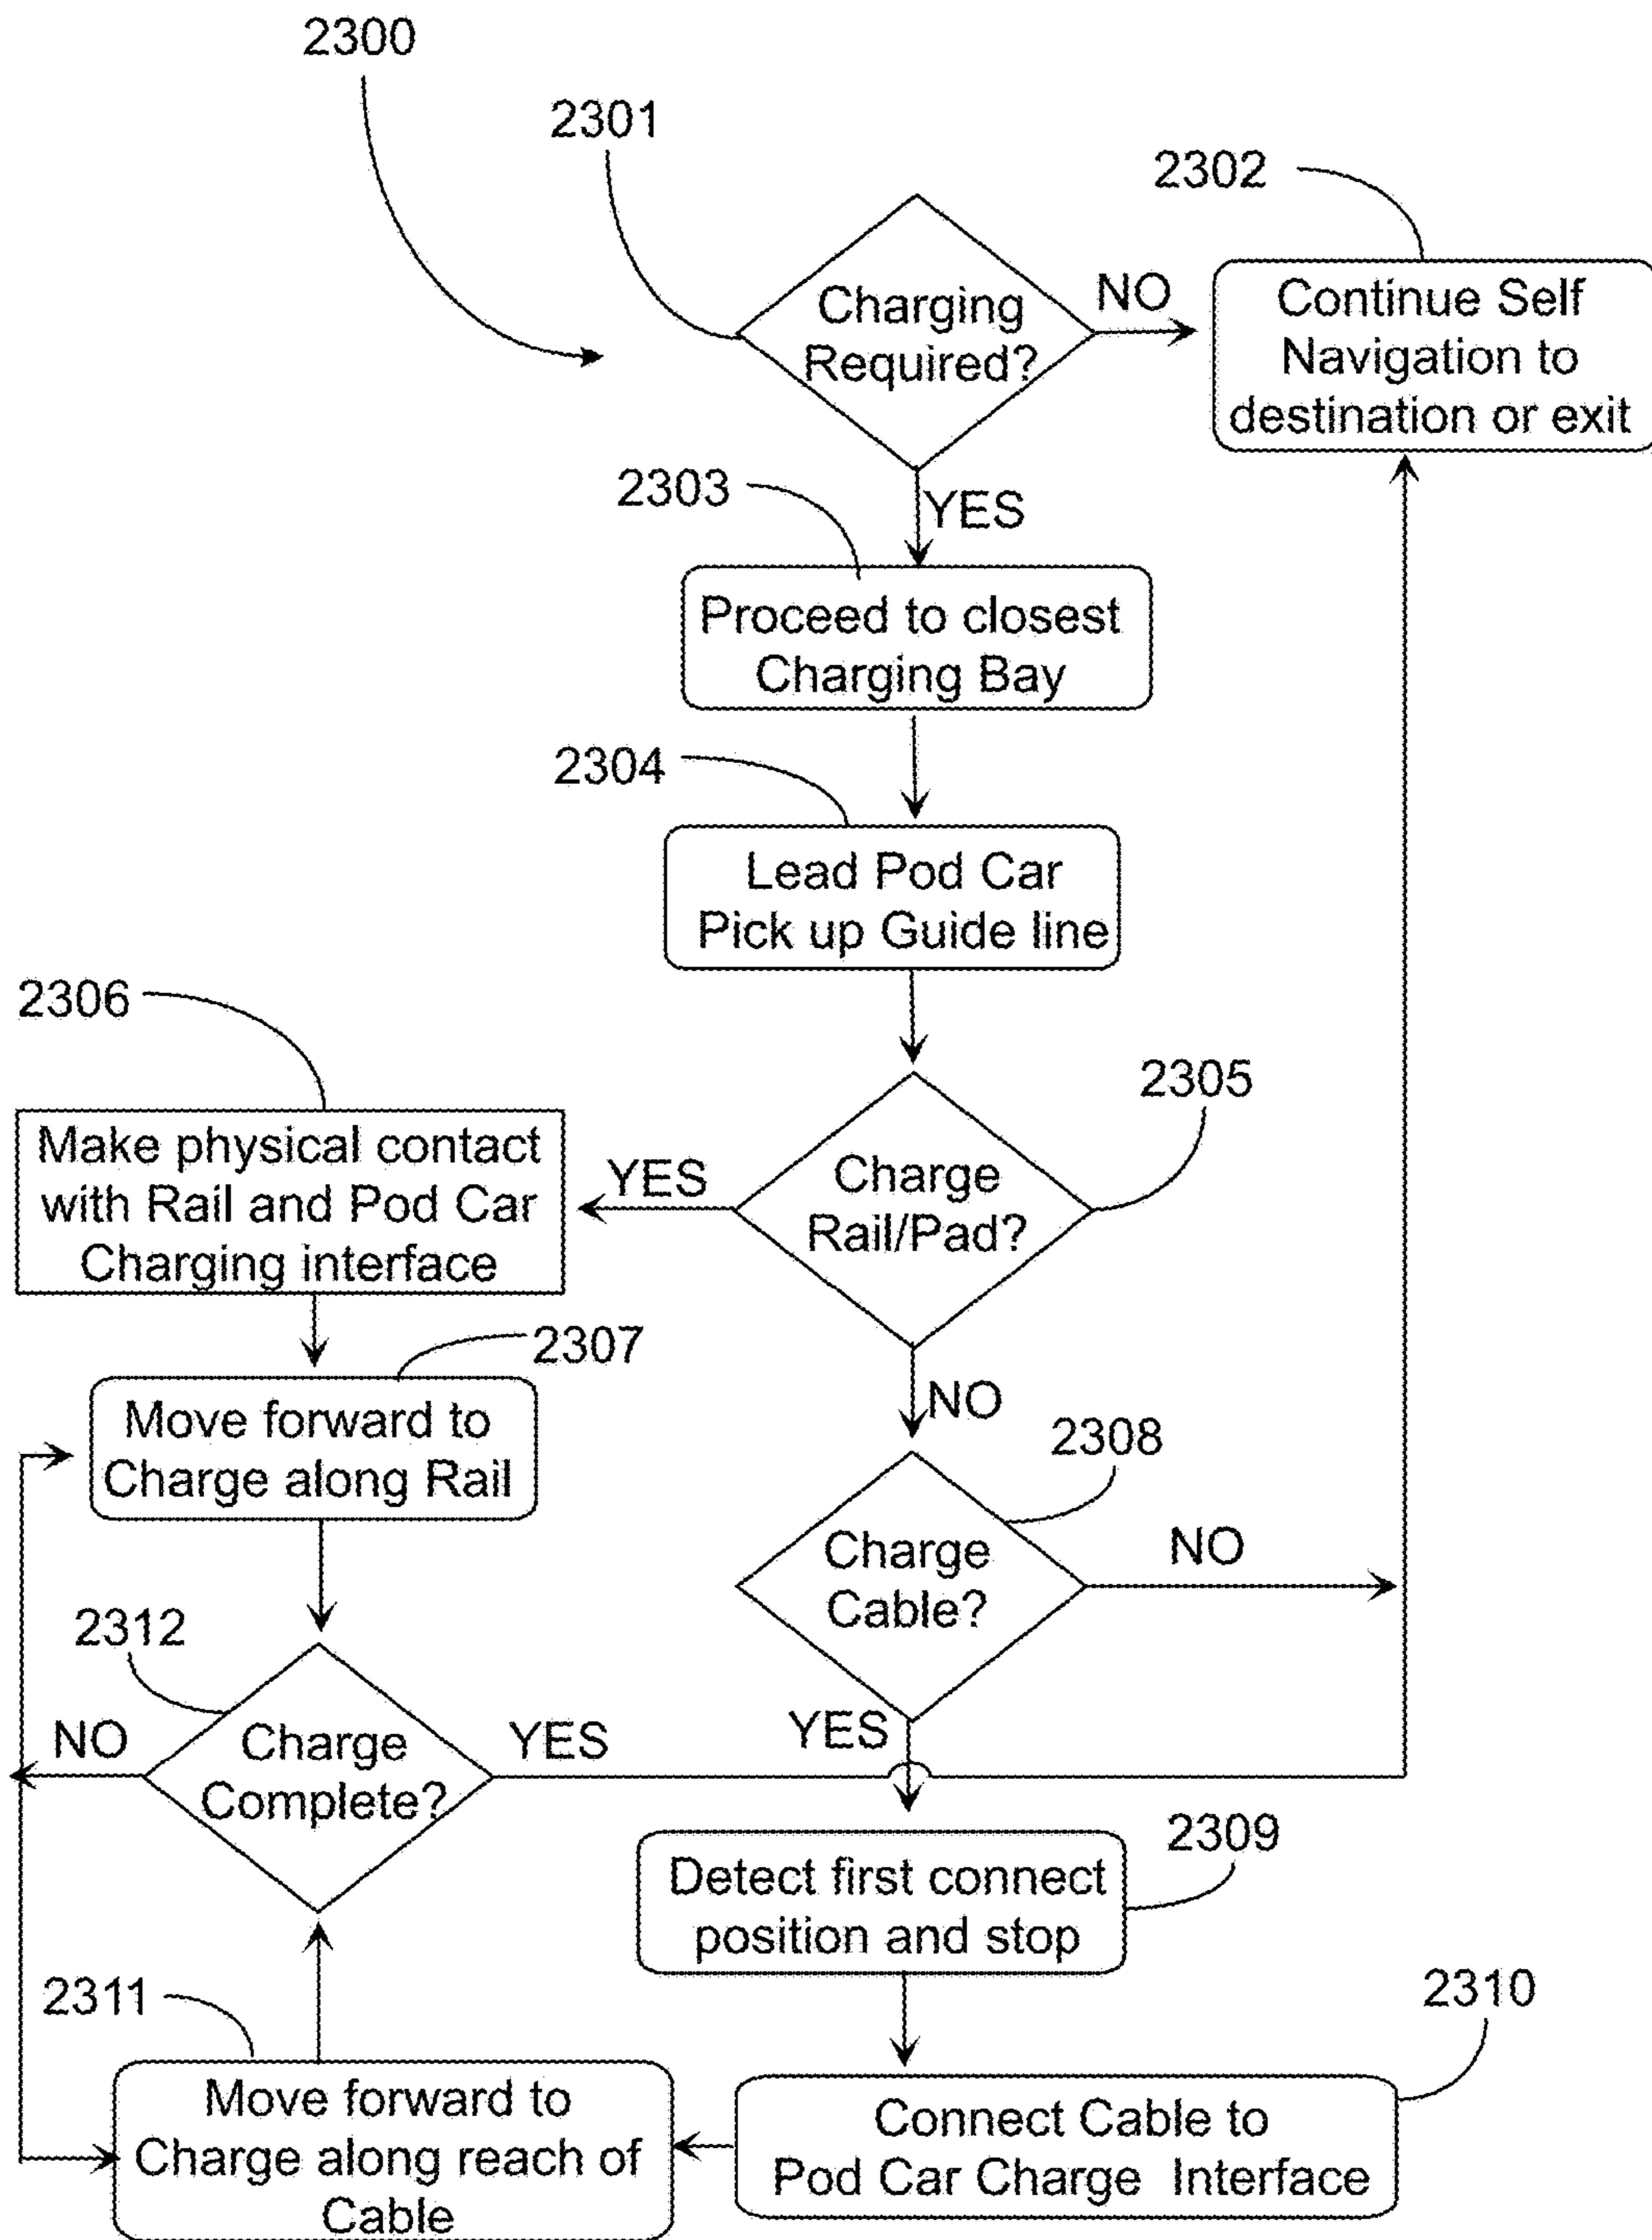 2300
2301
2302
Charging
Required?
NO
Continue Self
Navigation to
destination or exit
YES
2303
Proceed to closest
Charging Bay
2304
Lead Pod Car
Pick up Guide line
2305
Charge
Rail/Pad?
YES
2306
Make physical contact
with Rail and Pod Car
Charging interface
2307
Move forward to
Charge along Rail
NO
2308
Charge
Cable?
NO
YES
2312
Charge
Complete?
NO
YES
2309
Detect first connect
position and stop
2310
Connect Cable to
Pod Car Charge Interface
2311
Move forward to
Charge along reach of
Cable